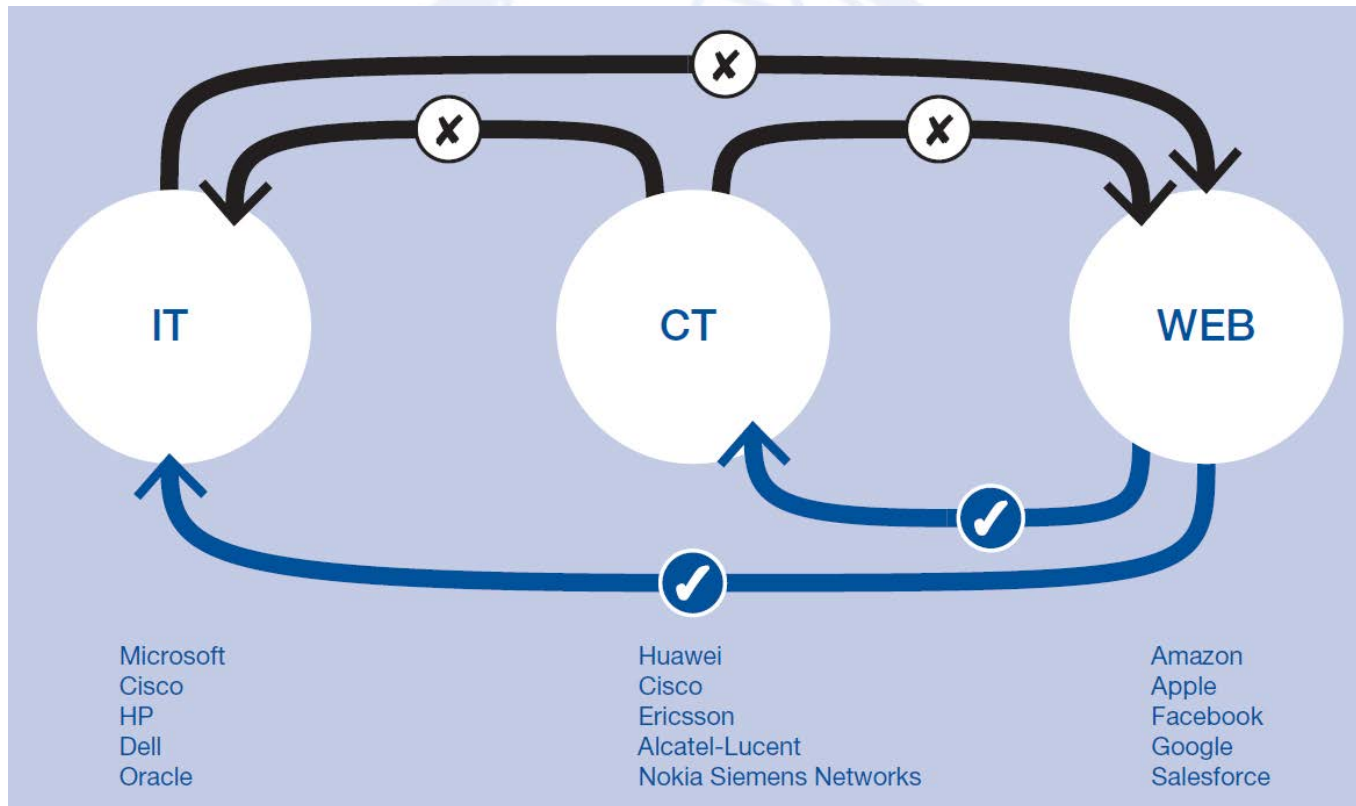 IT
CT
WEB
Microsoft
Cisco
HP
Dell
Oracle
Huawei
Cisco
Ericsson
Alcatel-Lucent
Nokia Siemens Networks
Amazon
Apple
Facebook
Google
Salesforce